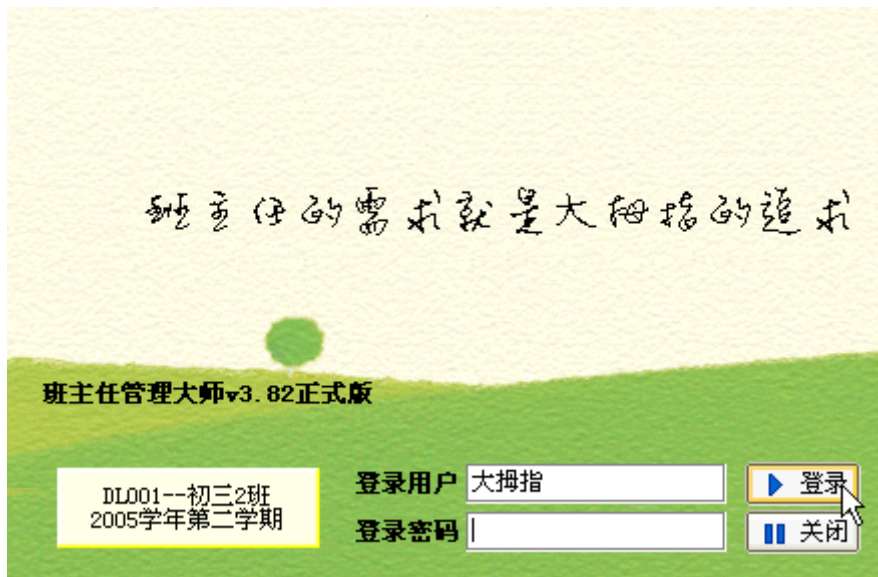 班主任的需求就是大拇指的追求
班主任管理大师v3.82正式版
DL001--初三2班
2005学年第二学期
登录用户 大拇指 登录
登录密码 关闭